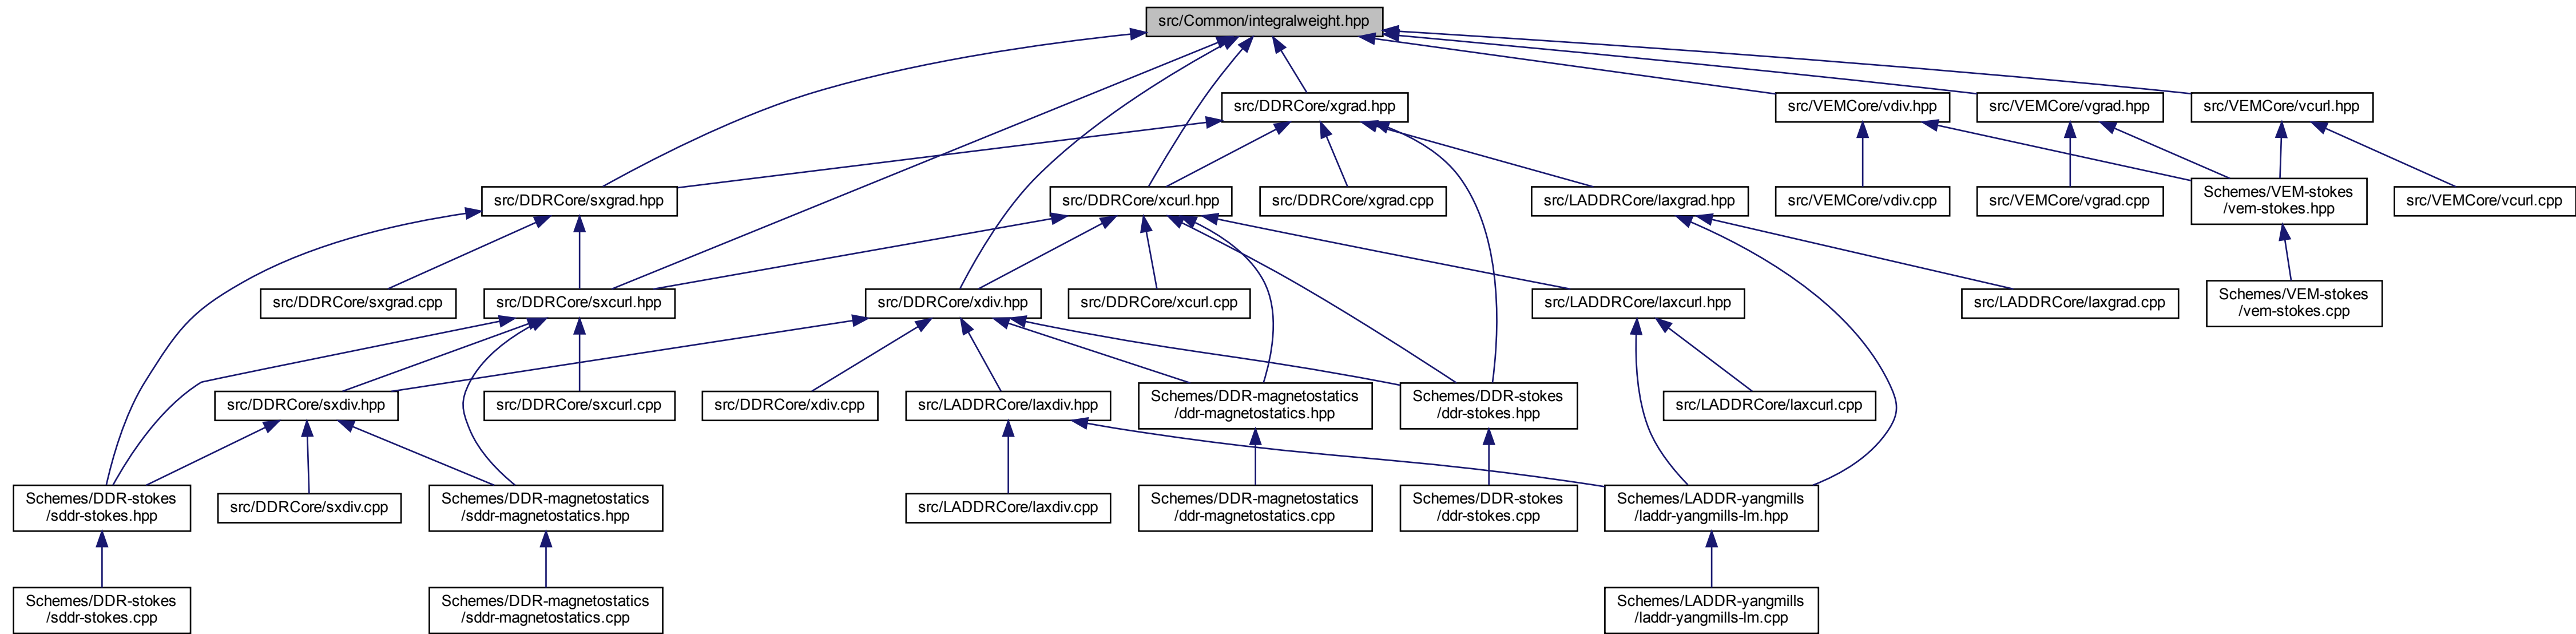 src/Common/integralweight.hpp
src/DDRCore/xgrad.hpp
src/VEMCore/vdiv.hpp
src/VEMCore/vgrad.hpp
src/VEMCore/vcurl.hpp
src/DDRCore/sxgrad.hpp
src/DDRCore/xcurl.hpp
src/DDRCore/xgrad.cpp
src/LADDRCore/laxgrad.hpp
src/VEMCore/vdiv.cpp
src/VEMCore/vgrad.cpp
Schemes/VEM-stokes
/vem-stokes.hpp
src/VEMCore/vcurl.cpp
src/DDRCore/sxgrad.cpp
src/DDRCore/sxcurl.hpp
src/DDRCore/xdiv.hpp
src/DDRCore/xcurl.cpp
src/LADDRCore/laxcurl.hpp
src/LADDRCore/laxgrad.cpp
Schemes/VEM-stokes
/vem-stokes.cpp
src/DDRCore/sxdiv.hpp
src/DDRCore/sxcurl.cpp
src/DDRCore/xdiv.cpp
src/LADDRCore/laxdiv.hpp
Schemes/DDR-magnetostatics
/ddr-magnetostatics.hpp
Schemes/DDR-stokes
/ddr-stokes.hpp
src/LADDRCore/laxcurl.cpp
Schemes/DDR-stokes
/sddr-stokes.hpp
src/DDRCore/sxdiv.cpp
Schemes/DDR-magnetostatics
/sddr-magnetostatics.hpp
src/LADDRCore/laxdiv.cpp
Schemes/DDR-magnetostatics
/ddr-magnetostatics.cpp
Schemes/DDR-stokes
/ddr-stokes.cpp
Schemes/LADDR-yangmills
/laddr-yangmills-lm.hpp
Schemes/DDR-stokes
/sddr-stokes.cpp
Schemes/DDR-magnetostatics
/sddr-magnetostatics.cpp
Schemes/LADDR-yangmills
/laddr-yangmills-lm.cpp